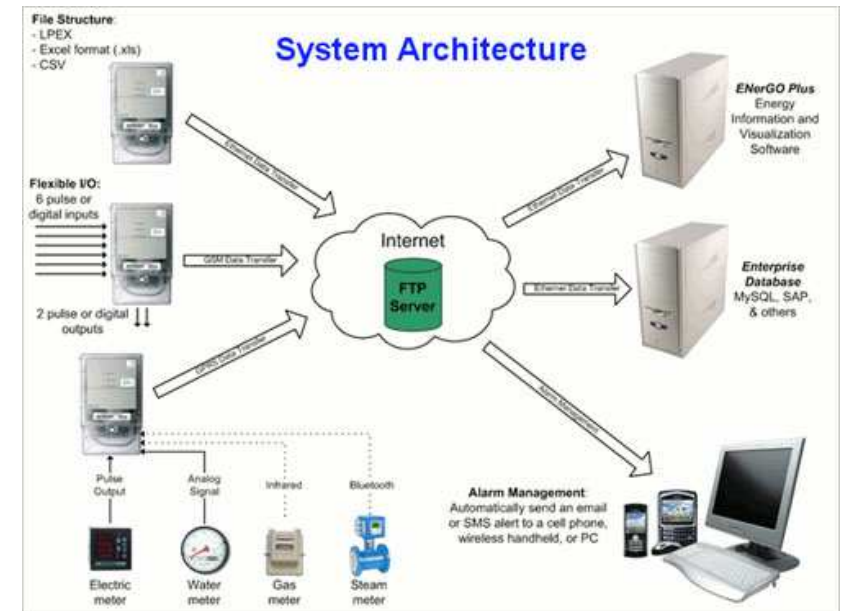 File Structure:
- LPEX
- Excel format (.xls)
- CSV
System Architecture
ENerGO Plus
Energy
Information and
Visualization
Software
Ethernet Data Transfer
Ethernet Data Transfer
Flexible I/O:
6 pulse or
digital inputs
GSM Data Transfer
Internet
FTP
Server
Ethernet Data Transfer
Enterprise
Database
MySQL, SAP,
& others
2 pulse or digital
outputs
GPRS Data Transfer
Alarm Management
Pulse
Output
Analog
Signal
Infrared
Bluetooth
Alarm Management:
Automatically send an email
or SMS alert to a cell phone,
wireless handheld, or PC
Electric
meter
Water
meter
Gas
meter
Steam
meter